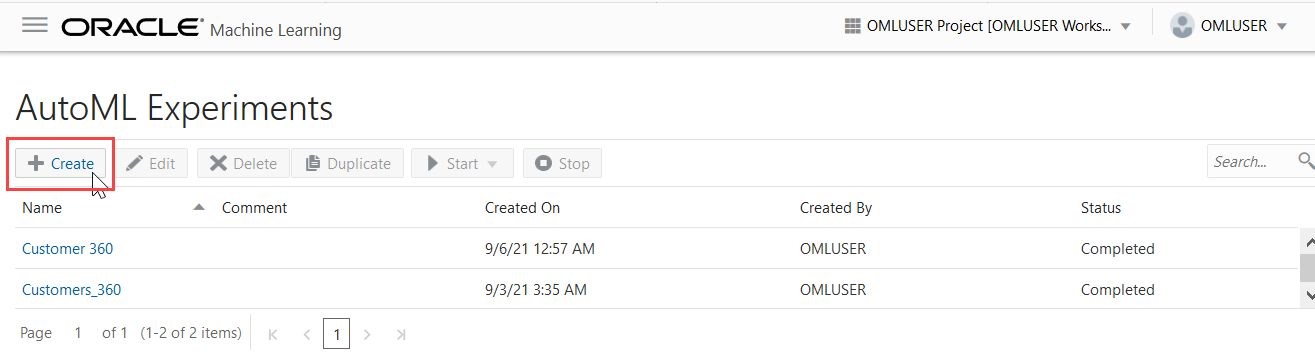 ORACLE Machine Learning OMLUSER Project [OMLUSER Works... OMLUSER
AutoML Experiments
Create Edit Delete Duplicate Start Stop Search...
Name Comment Created On Created By Status
Customer 360 9/6/21 12:57 AM OMLUSER Completed
Customers_360 9/3/21 3:35 AM OMLUSER Completed
Page 1 of 1 (1-2 of 2 items) 1